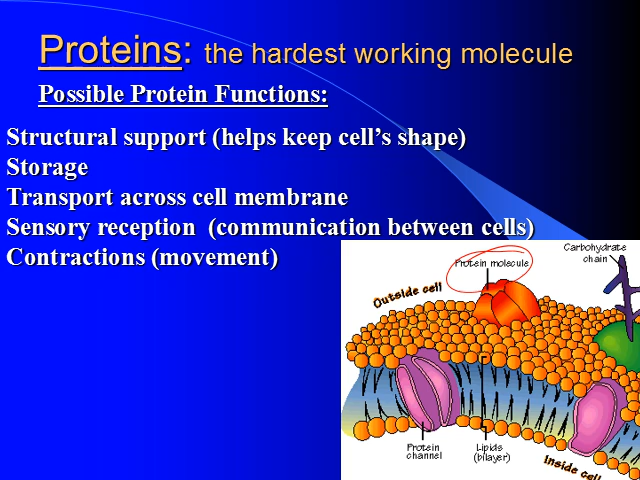 Proteins: the hardest working molecule
Possible Protein Functions:
Structural support (helps keep cell’s shape)
Storage
Transport across cell membrane
Sensory reception  (communication between cells)
Contractions (movement)
Carbohydrate
chain
Protein molecule
Outside cell
Protein
channel
Lipids
(bilayer)
Inside cell